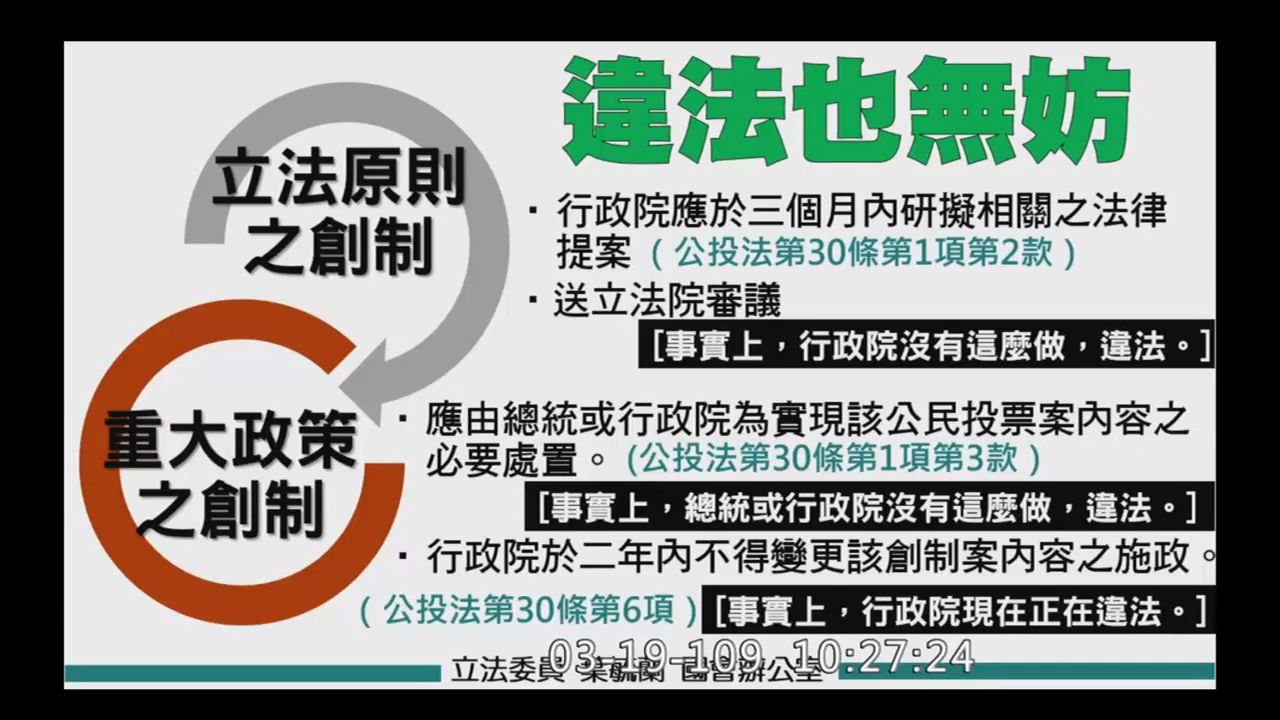 違法也無妨
立法原則
之創制
▪ 行政院應於三個月內研擬相關之法律
提案（公投法第30條第1項第2款）
▪ 送立法院審議
[事實上，行政院沒有這麼做，違法。]
重大政策
之創制
▪ 應由總統或行政院為實現該公民投票案內容之
必要處置。(公投法第30條第1項第3款）
[事實上，總統或行政院沒有這麼做，違法。]
▪ 行政院於二年內不得變更該創制案內容之施政。
（公投法第30條第6項）[事實上，行政院現在正在違法。]
立法委員 葉毓蘭 國會辦公室
03-19-109 10:27:24